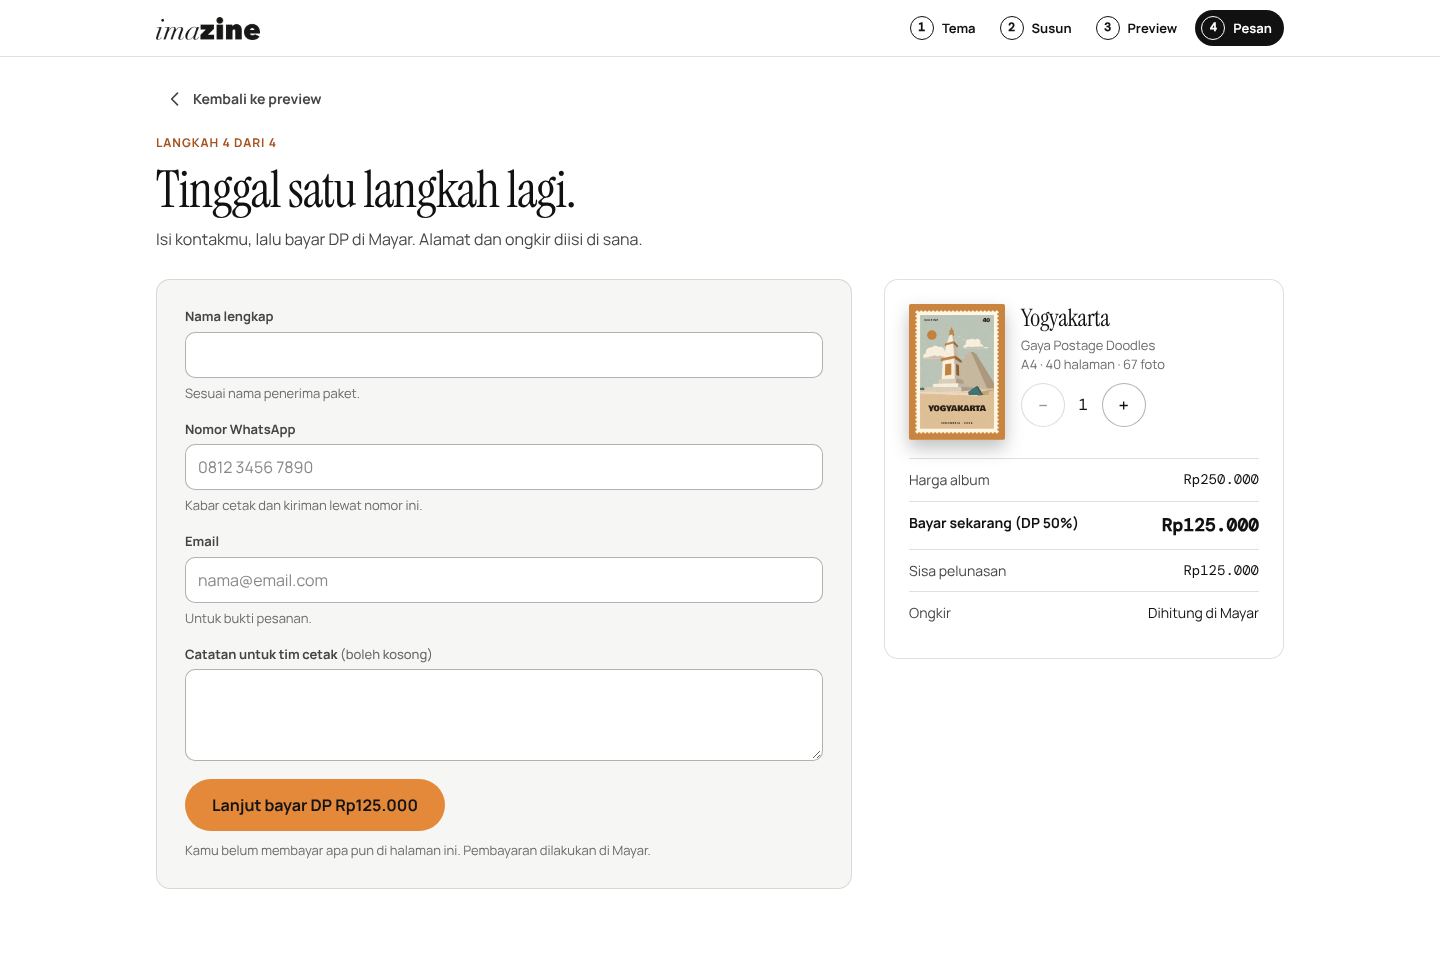 imazine
1 Tema
2 Susun
3 Preview
4 Pesan
Kembali ke preview
LANGKAH 4 DARI 4
Tinggal satu langkah lagi.
Isi kontakmu, lalu bayar DP di Mayar. Alamat dan ongkir diisi di sana.
Nama lengkap
Sesuai nama penerima paket.
Nomor WhatsApp
0812 3456 7890
Kabar cetak dan kiriman lewat nomor ini.
Email
nama@email.com
Untuk bukti pesanan.
Catatan untuk tim cetak (boleh kosong)
Lanjut bayar DP Rp125.000
Kamu belum membayar apa pun di halaman ini. Pembayaran dilakukan di Mayar.
40
YOGYAKARTA
Yogyakarta
Gaya Postage Doodles
A4 · 40 halaman · 67 foto
− 1 +
Harga album Rp250.000
Bayar sekarang (DP 50%) Rp125.000
Sisa pelunasan Rp125.000
Ongkir Dihitung di Mayar